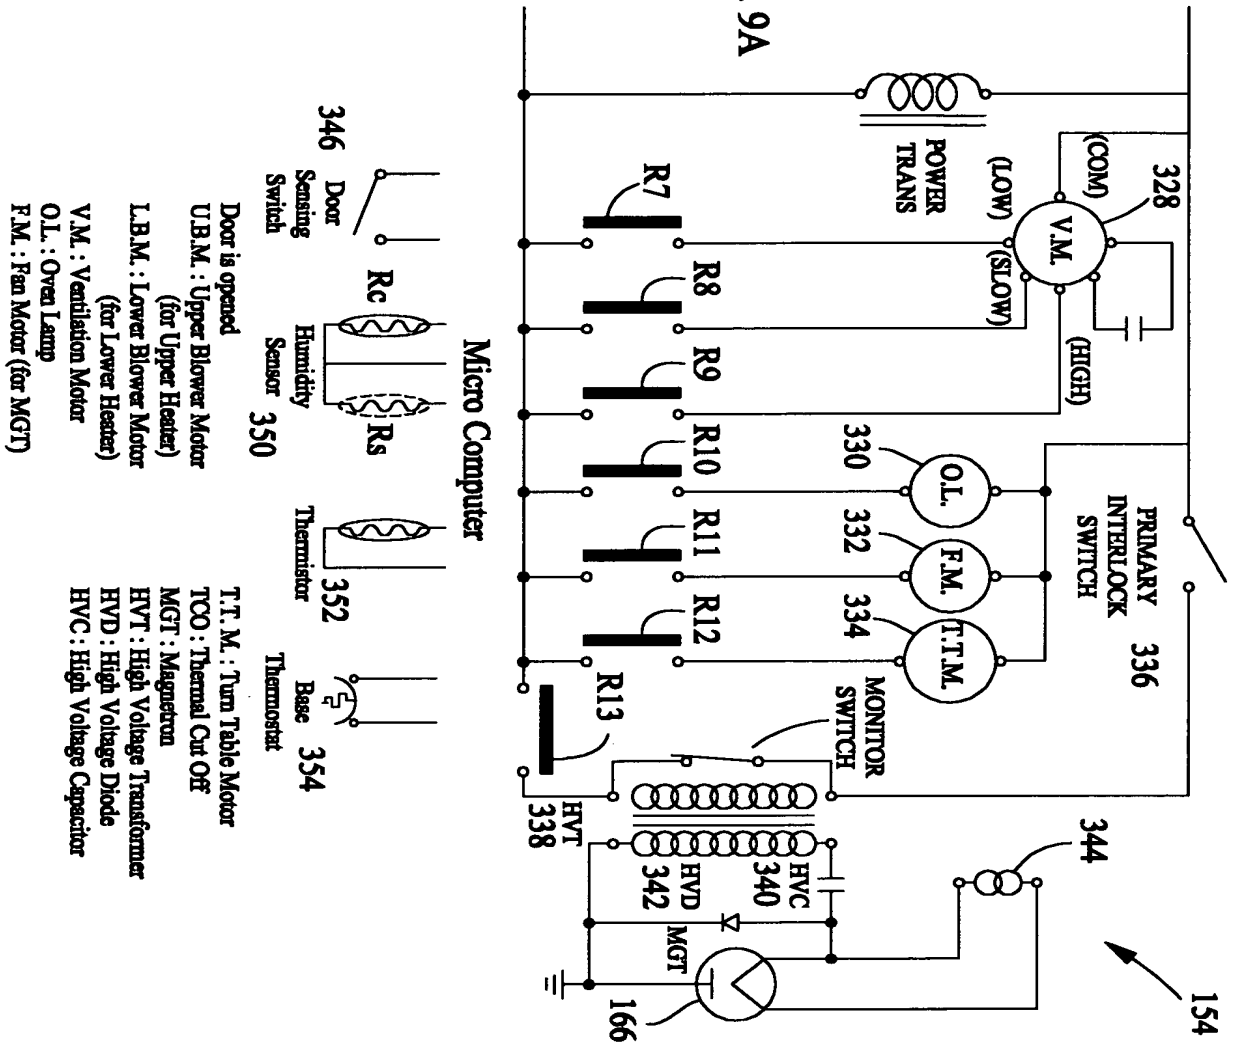 . 9A
POWER
TRANS
(COM)
328
V.M.
(LOW)
(SLOW)
(HIGH)
R7
R8
R9
R10
R11
R12
R13
330
O.L.
332
F.M.
334
T.T.M.
PRIMARY
INTERLOCK
SWITCH
336
MONITOR
SWITCH
HVT
338
HVC
340
HVD
342
MGT
166
344
154
Micro Computer
346
Door
Sensing
Switch
Rc
Humidity
Sensor
Rs
350
Thermistor
352
Base
Thermostat
354
Door is opened
U.B.M. : Upper Blower Motor
(for Upper Heater)
L.B.M. : Lower Blower Motor
(for Lower Heater)
V.M. : Ventilation Motor
O.L. : Oven Lamp
F.M. : Fan Motor (for MGT)
T.T. M. : Turn Table Motor
TCO : Thermal Cut Off
MGT : Magnetron
HVT : High Voltage Transformer
HVD : High Voltage Diode
HVC : High Voltage Capacitor